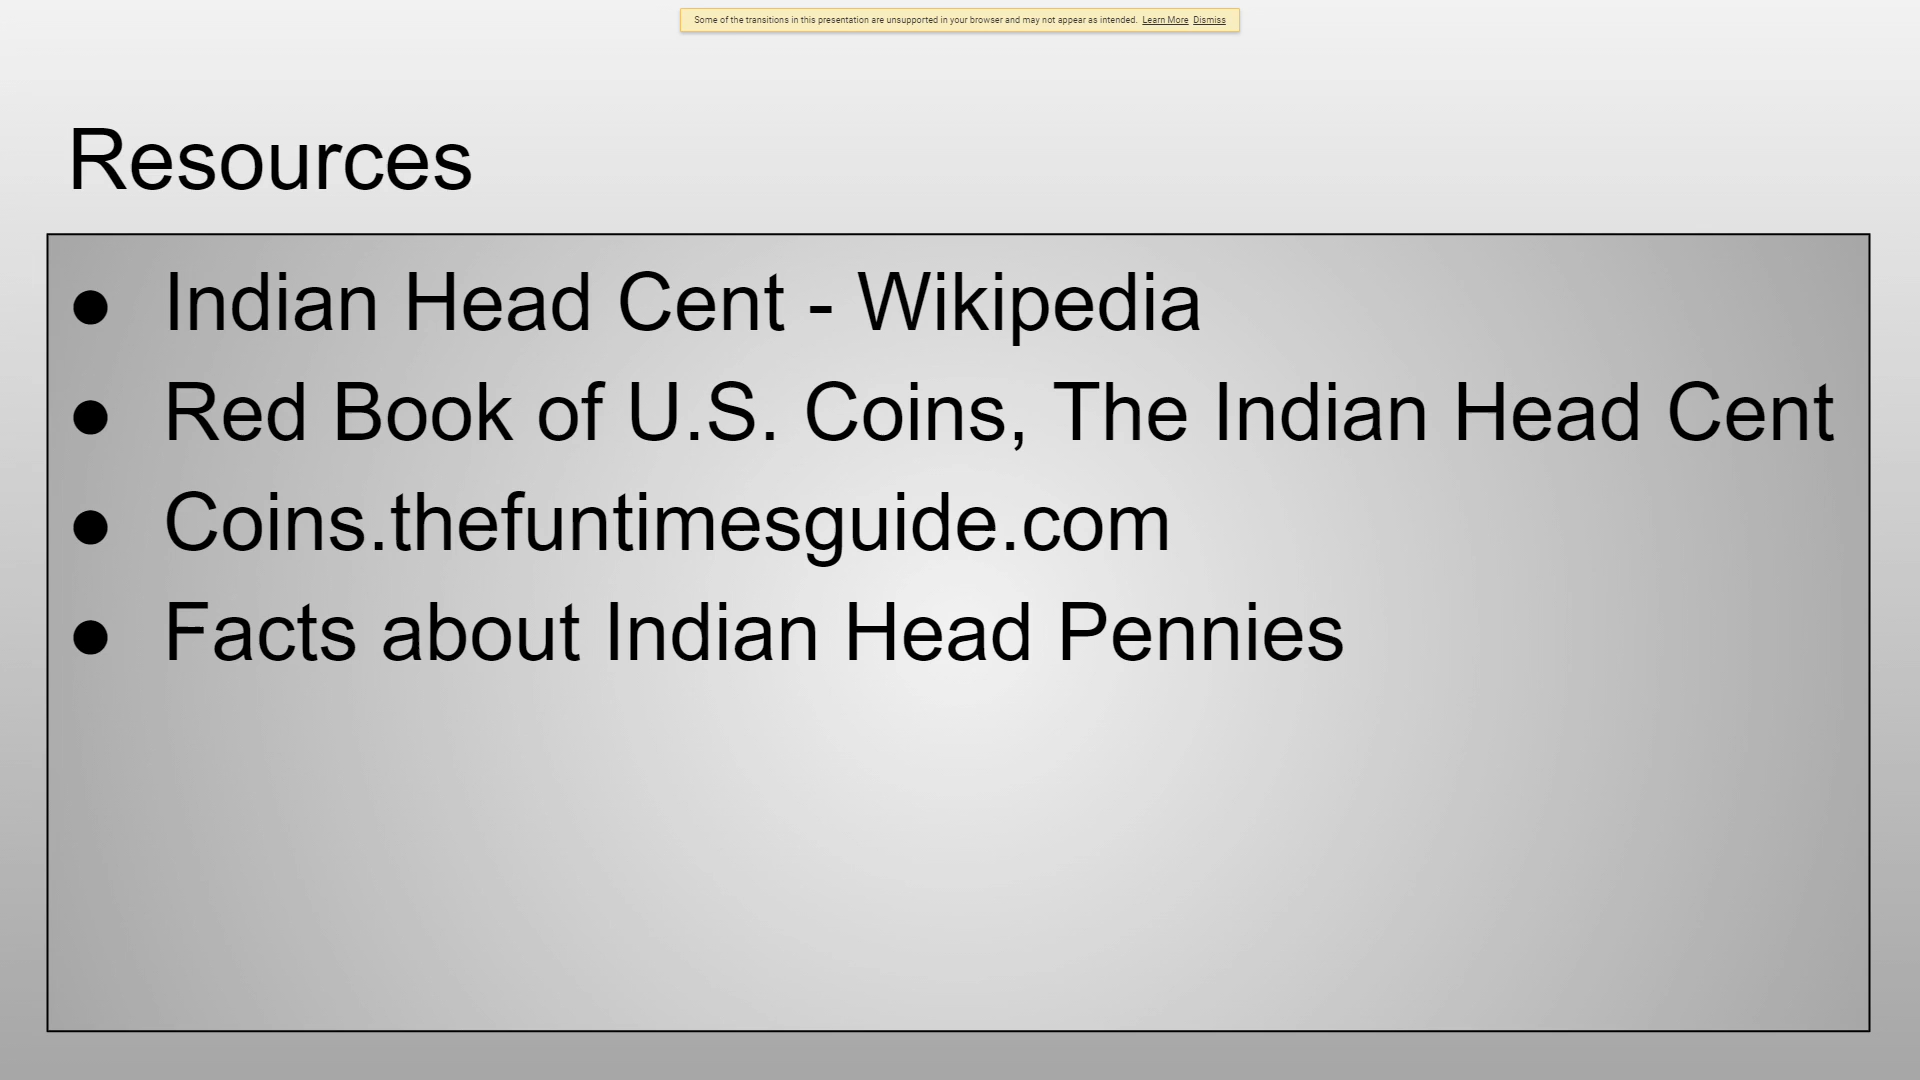 Some of the transitions in this presentation are unsupported in your browser and may not appear as intended. Learn More Dismiss
Resources
● Indian Head Cent - Wikipedia
● Red Book of U.S. Coins, The Indian Head Cent
● Coins.thefuntimesguide.com
● Facts about Indian Head Pennies